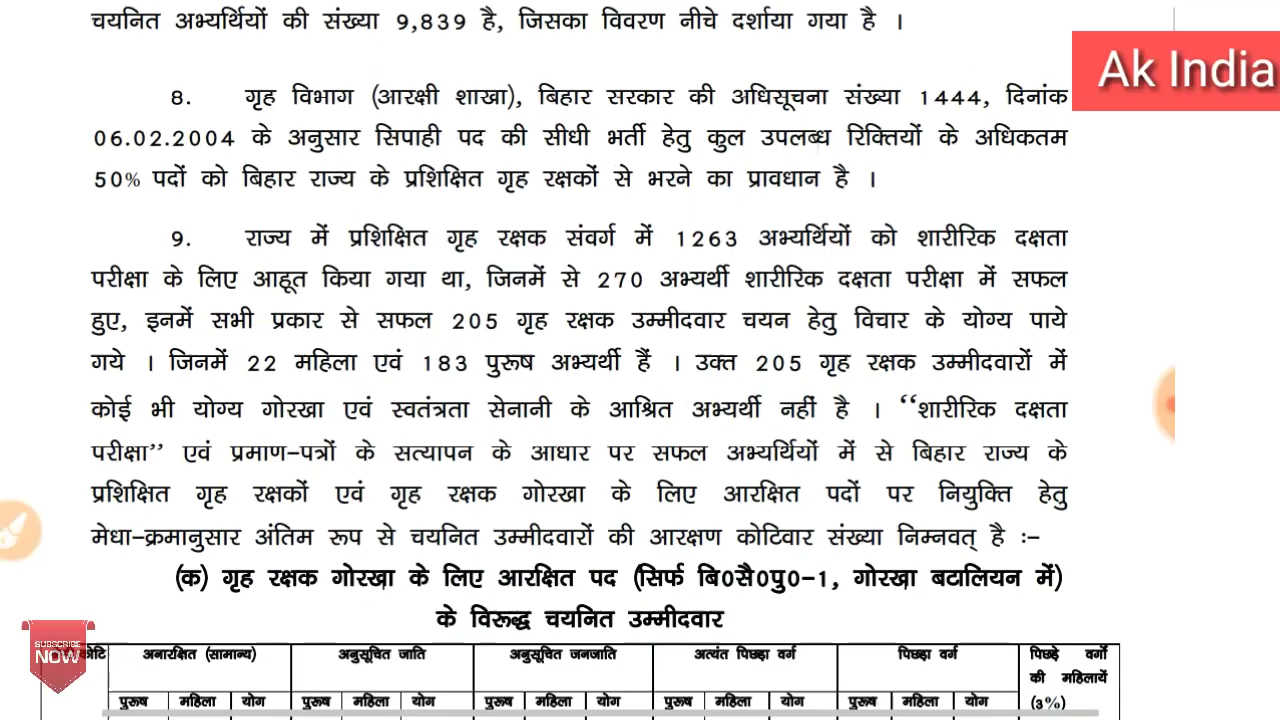 चयनित अभ्यर्थियों की संख्या 9,839 है, जिसका विवरण नीचे दर्शाया गया है ।
Ak India
8. गृह विभाग (आरक्षी शाखा), बिहार सरकार की अधिसूचना संख्या 1444, दिनांक
06.02.2004 के अनुसार सिपाही पद की सीधी भर्ती हेतु कुल उपलब्ध रिक्तियों के अधिकतम
50% पदों को बिहार राज्य के प्रशिक्षित गृह रक्षकों से भरने का प्रावधान है ।
9. राज्य में प्रशिक्षित गृह रक्षक संवर्ग में 1263 अभ्यर्थियों को शारीरिक दक्षता
परीक्षा के लिए आहूत किया गया था, जिनमें से 270 अभ्यर्थी शारीरिक दक्षता परीक्षा में सफल
हुए, इनमें सभी प्रकार से सफल 205 गृह रक्षक उम्मीदवार चयन हेतु विचार के योग्य पाये
गये । जिनमें 22 महिला एवं 183 पुरूष अभ्यर्थी हैं । उक्त 205 गृह रक्षक उम्मीदवारों में
कोई भी योग्य गोरखा एवं स्वतंत्रता सेनानी के आश्रित अभ्यर्थी नहीं है । “शारीरिक दक्षता
परीक्षा” एवं प्रमाण-पत्रों के सत्यापन के आधार पर सफल अभ्यर्थियों में से बिहार राज्य के
प्रशिक्षित गृह रक्षकों एवं गृह रक्षक गोरखा के लिए आरक्षित पदों पर नियुक्ति हेतु
मेधा-क्रमानुसार अंतिम रूप से चयनित उम्मीदवारों की आरक्षण कोटिवार संख्या निम्नवत् है :-
(क) गृह रक्षक गोरखा के लिए आरक्षित पद (सिर्फ बि0सै0पु0-1, गोरखा बटालियन में)
के विरूद्ध चयनित उम्मीदवार
SUBSCRIBE
NOW
कोटि अनारक्षित (सामान्य) अनुसूचित जाति अनुसूचित जनजाति अत्यंत पिछड़ा वर्ग पिछड़ा वर्ग पिछड़े वर्गो
की महिलायें
(3%)
पुरूष महिला योग पुरूष महिला योग पुरूष महिला योग पुरूष महिला योग पुरूष महिला योग